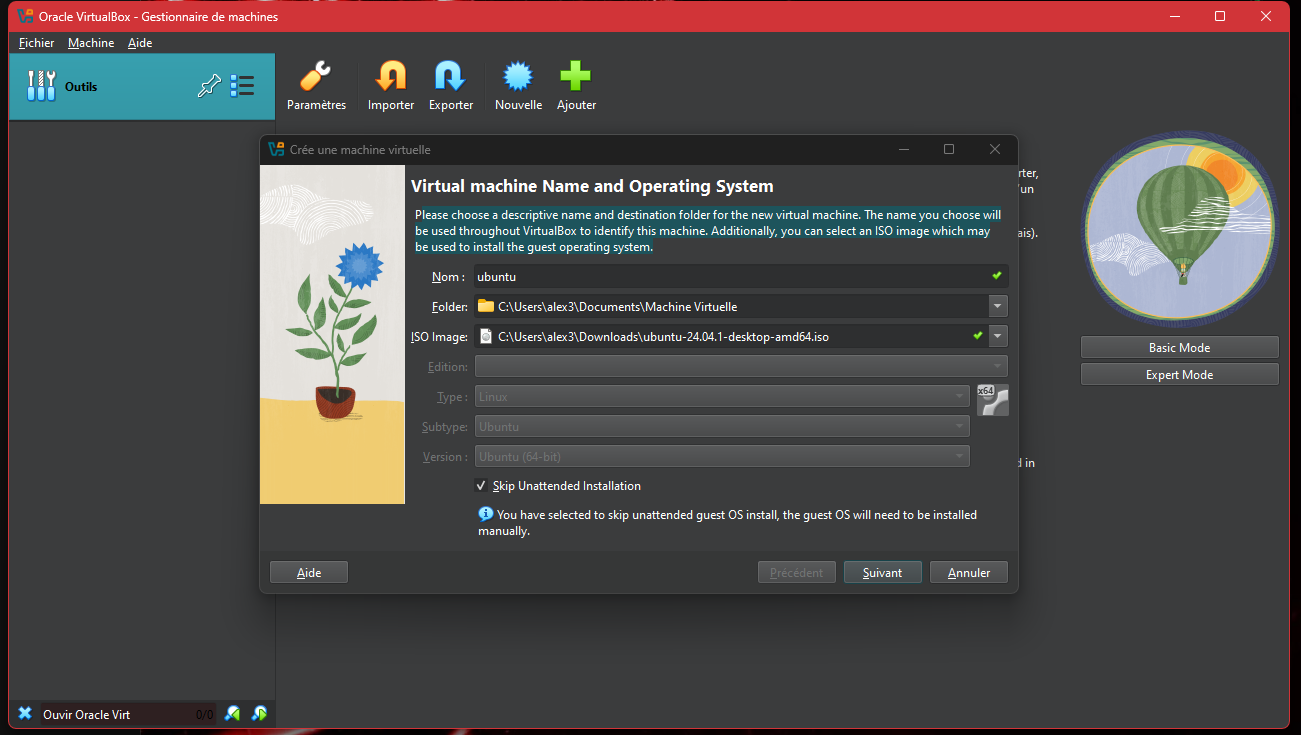 Oracle VirtualBox - Gestionnaire de machines
Fichier Machine Aide
Outils
Paramètres Importer Exporter Nouvelle Ajouter
Crée une machine virtuelle
Virtual machine Name and Operating System
Please choose a descriptive name and destination folder for the new virtual machine. The name you choose will
be used throughout VirtualBox to identify this machine. Additionally, you can select an ISO image which may
be used to install the guest operating system.
Nom : ubuntu
Folder: C:\Users\alex3\Documents\Machine Virtuelle
ISO Image: C:\Users\alex3\Downloads\ubuntu-24.04.1-desktop-amd64.iso
Edition:
Type : Linux
x64
Subtype: Ubuntu
Version : Ubuntu (64-bit)
Skip Unattended Installation
You have selected to skip unattended guest OS install, the guest OS will need to be installed
manually.
Aide Précédent Suivant Annuler
rter,
'un
ais).
Basic Mode
Expert Mode
d in
Ouvir Oracle Virt 0/0